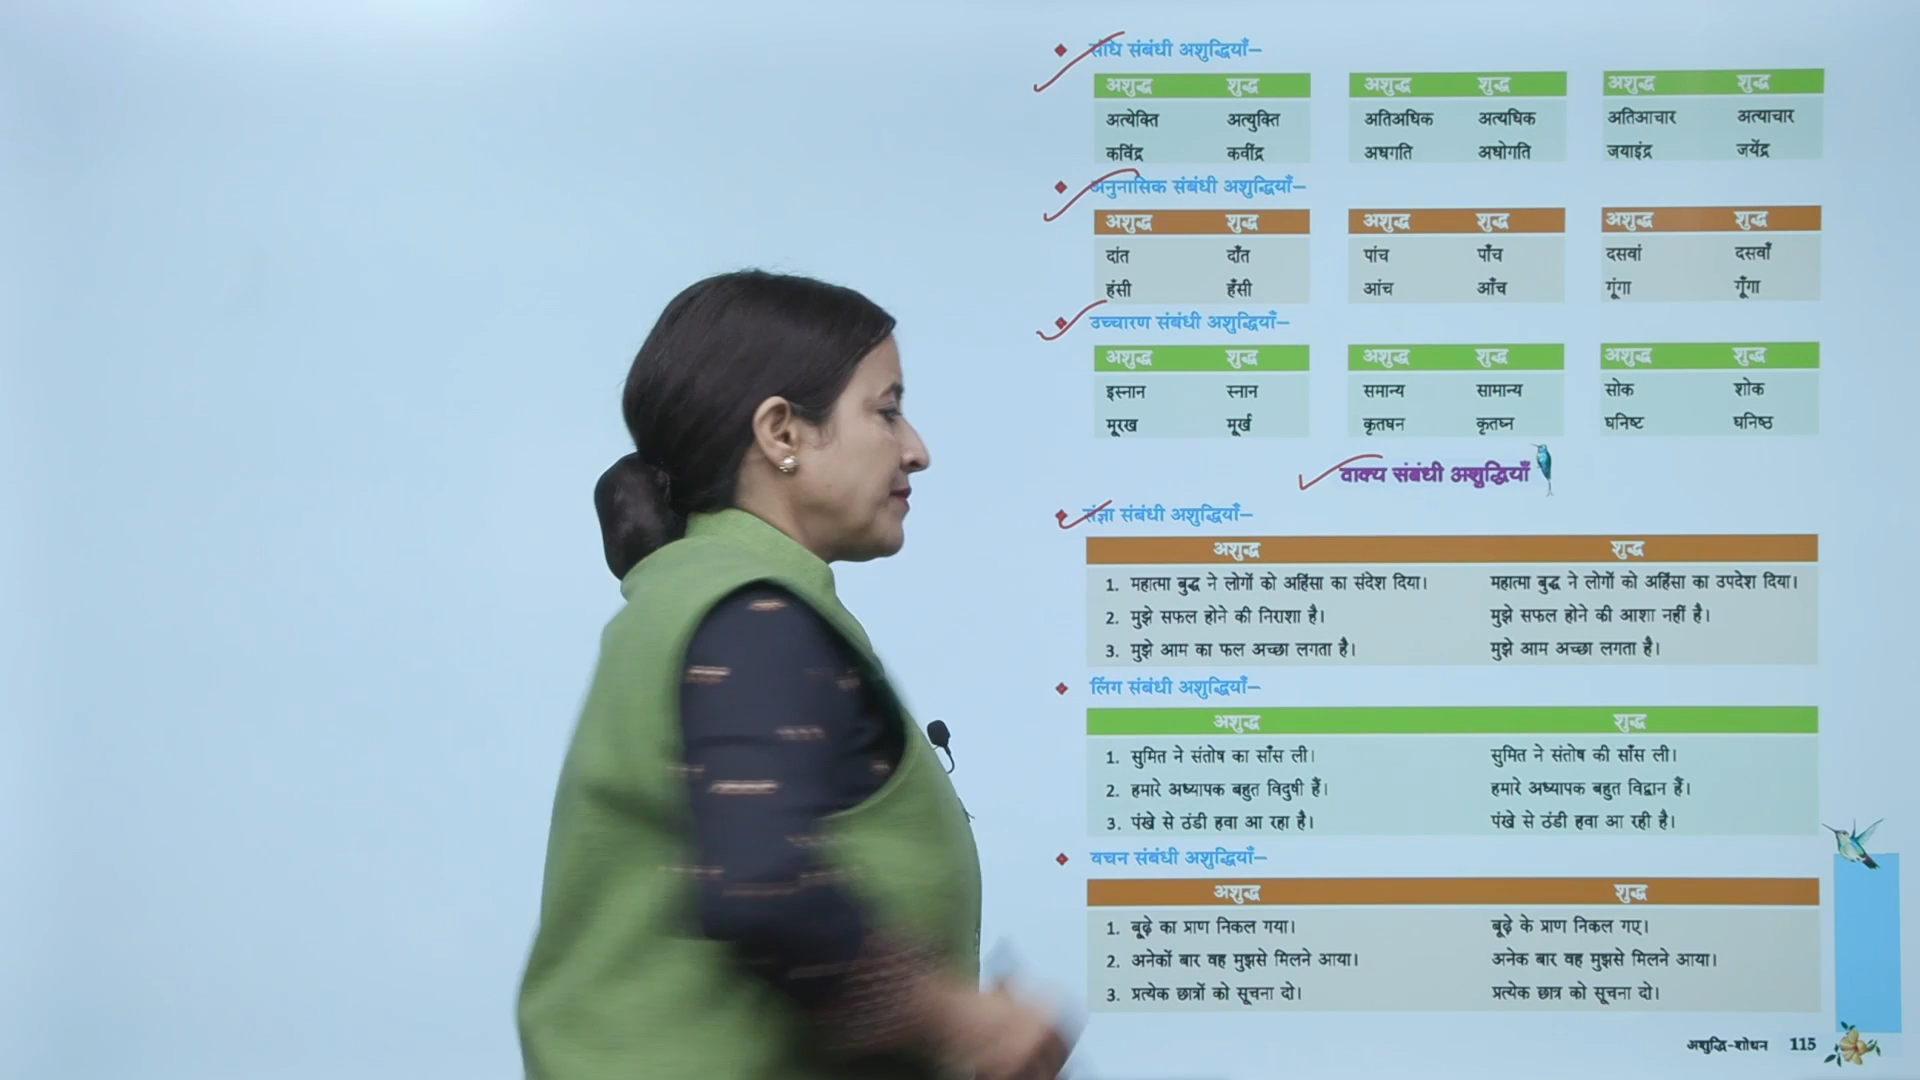 संधि संबंधी अशुद्धियाँ–
अशुद्ध शुद्ध अशुद्ध शुद्ध अशुद्ध शुद्ध
अत्येक्ति अत्युक्ति अतिअधिक अत्यधिक अतिआचार अत्याचार
कविंद्र कवींद्र अधगति अधोगति जयाइंद्र जयेंद्र
अनुनासिक संबंधी अशुद्धियाँ–
अशुद्ध शुद्ध अशुद्ध शुद्ध अशुद्ध शुद्ध
दांत दाँत पांच पाँच दसवां दसवाँ
हंसी हँसी आंच आँच गूंगा गूँगा
उच्चारण संबंधी अशुद्धियाँ–
अशुद्ध शुद्ध अशुद्ध शुद्ध अशुद्ध शुद्ध
इस्नान स्नान समान्य सामान्य सोक शोक
मूरख मूर्ख कृतघन कृतघ्न घनिष्ट घनिष्ठ
वाक्य संबंधी अशुद्धियाँ
संज्ञा संबंधी अशुद्धियाँ–
अशुद्ध शुद्ध
1. महात्मा बुद्ध ने लोगों को अहिंसा का संदेश दिया। महात्मा बुद्ध ने लोगों को अहिंसा का उपदेश दिया।
2. मुझे सफल होने की निराशा है। मुझे सफल होने की आशा नहीं है।
3. मुझे आम का फल अच्छा लगता है। मुझे आम अच्छा लगता है।
लिंग संबंधी अशुद्धियाँ–
अशुद्ध शुद्ध
1. सुमित ने संतोष का साँस ली। सुमित ने संतोष की साँस ली।
2. हमारे अध्यापक बहुत विदुषी हैं। हमारे अध्यापक बहुत विद्वान हैं।
3. पंखे से ठंडी हवा आ रहा है। पंखे से ठंडी हवा आ रही है।
वचन संबंधी अशुद्धियाँ–
अशुद्ध शुद्ध
1. बूढ़े का प्राण निकल गया। बूढ़े के प्राण निकल गए।
2. अनेकों बार वह मुझसे मिलने आया। अनेक बार वह मुझसे मिलने आया।
3. प्रत्येक छात्रों को सूचना दो। प्रत्येक छात्र को सूचना दो।
अशुद्धि-शोधन 115